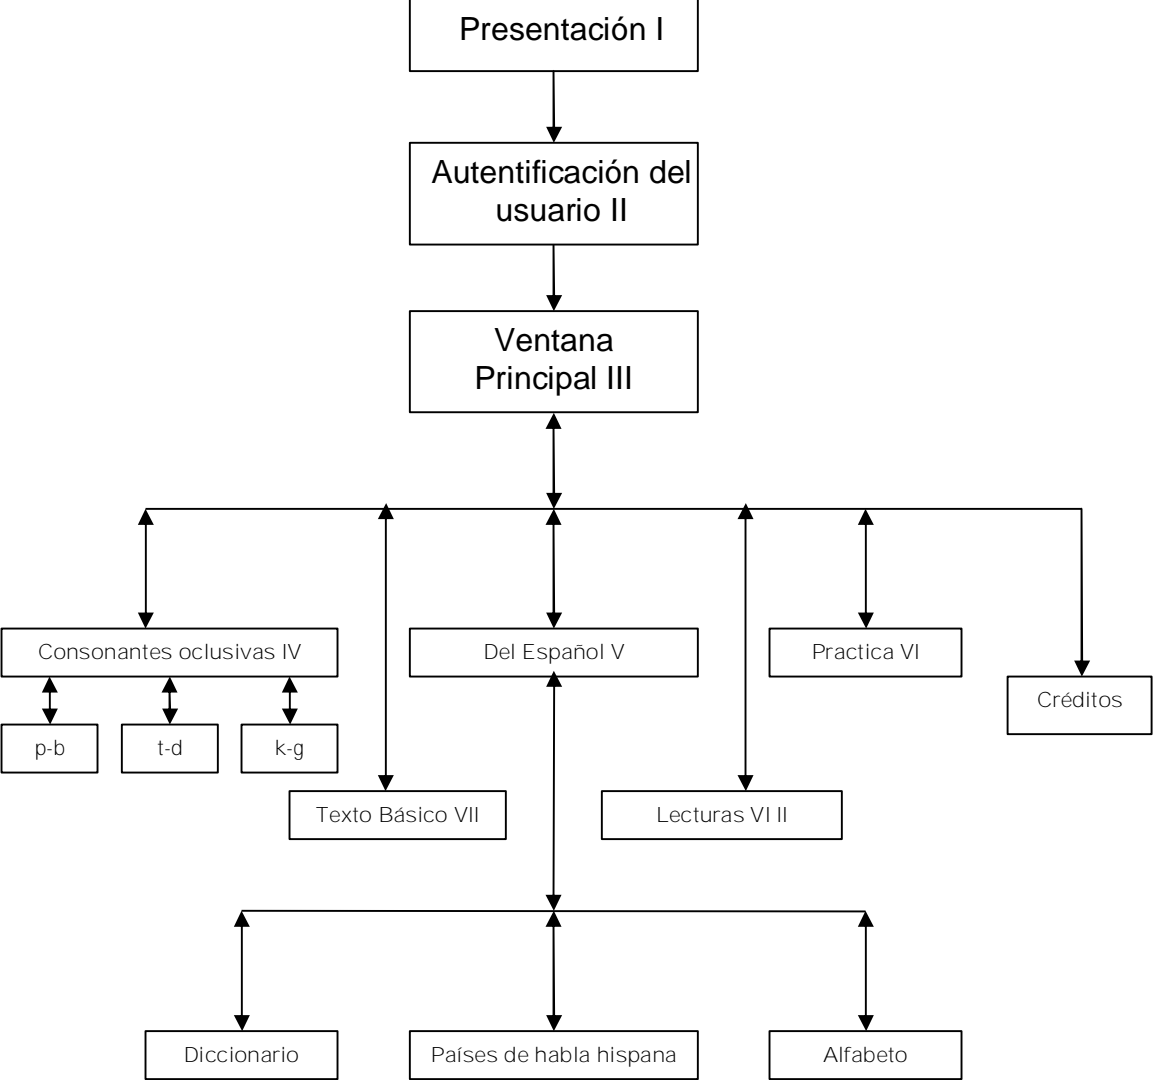 Presentación I
Autentificación del
usuario II
Ventana
Principal III
Consonantes oclusivas IV
Del Español V
Practica VI
Créditos
p-b
t-d
k-g
Texto Básico VII
Lecturas VI II
Diccionario
Países de habla hispana
Alfabeto